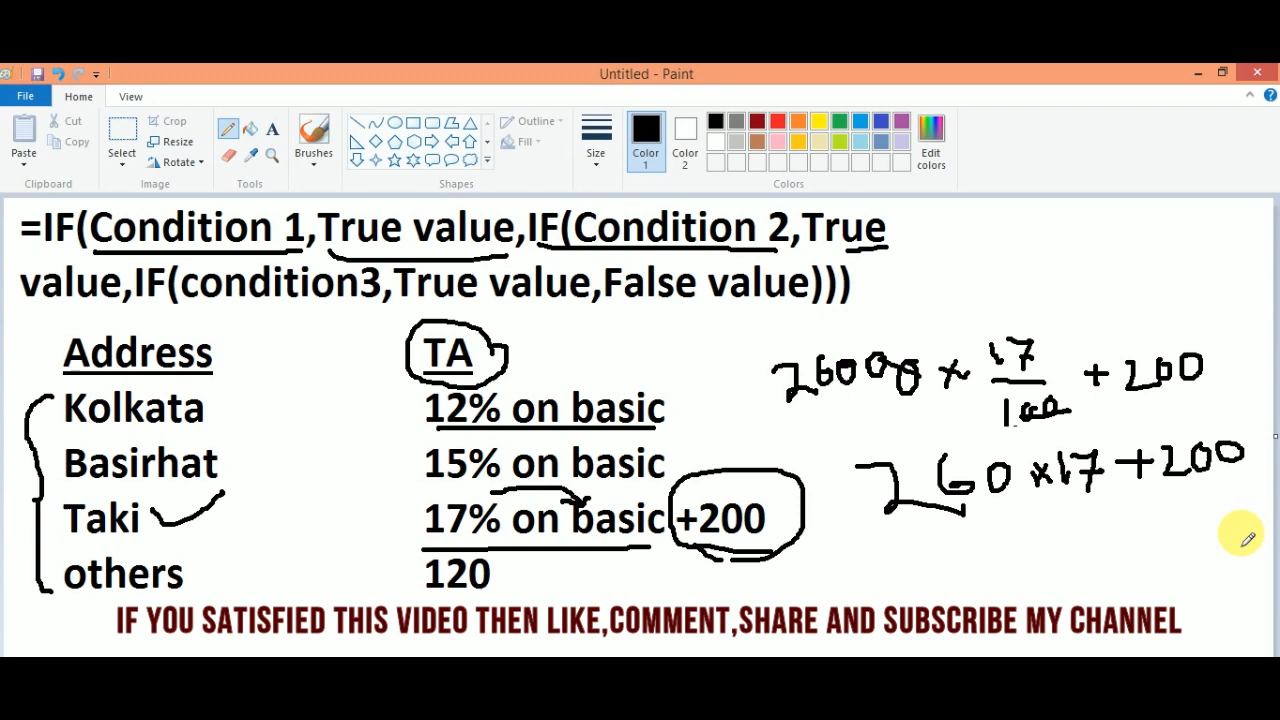 Untitled - Paint
File Home View
Cut Crop Outline
Copy Resize Fill
Paste Select Rotate Brushes Size Color 1 Color 2 Edit colors
Clipboard Image Tools Shapes Colors
=IF(Condition 1,True value,IF(Condition 2,True
value,IF(condition3,True value,False value)))
Address TA
Kolkata 12% on basic
Basirhat 15% on basic
Taki 17% on basic +200
others 120
26000 × 17/100 + 200
260×17+200
IF YOU SATISFIED THIS VIDEO THEN LIKE,COMMENT,SHARE AND SUBSCRIBE MY CHANNEL